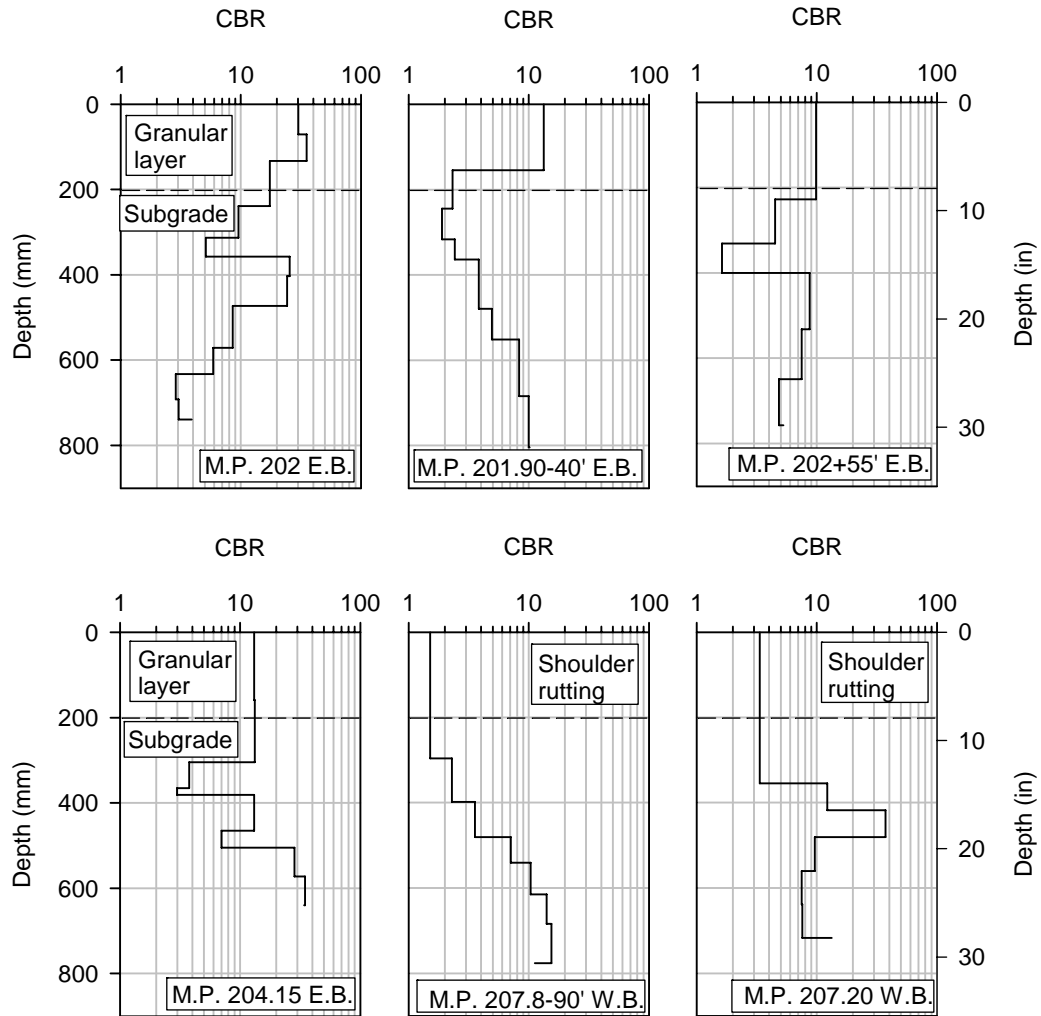 CBR CBR CBR
1 10 100 1 10 100 1 10 100
0 0
Granular
layer
200
Subgrade 10
400
20
600
30
800
Depth (mm)
Depth (in)
M.P. 202 E.B. M.P. 201.90-40' E.B. M.P. 202+55' E.B.
CBR CBR CBR
1 10 100 1 10 100 1 10 100
0 0
Granular
layer
Shoulder
rutting
Shoulder
rutting
200
Subgrade 10
400
20
600
30
800
Depth (mm)
Depth (in)
M.P. 204.15 E.B. M.P. 207.8-90' W.B. M.P. 207.20 W.B.